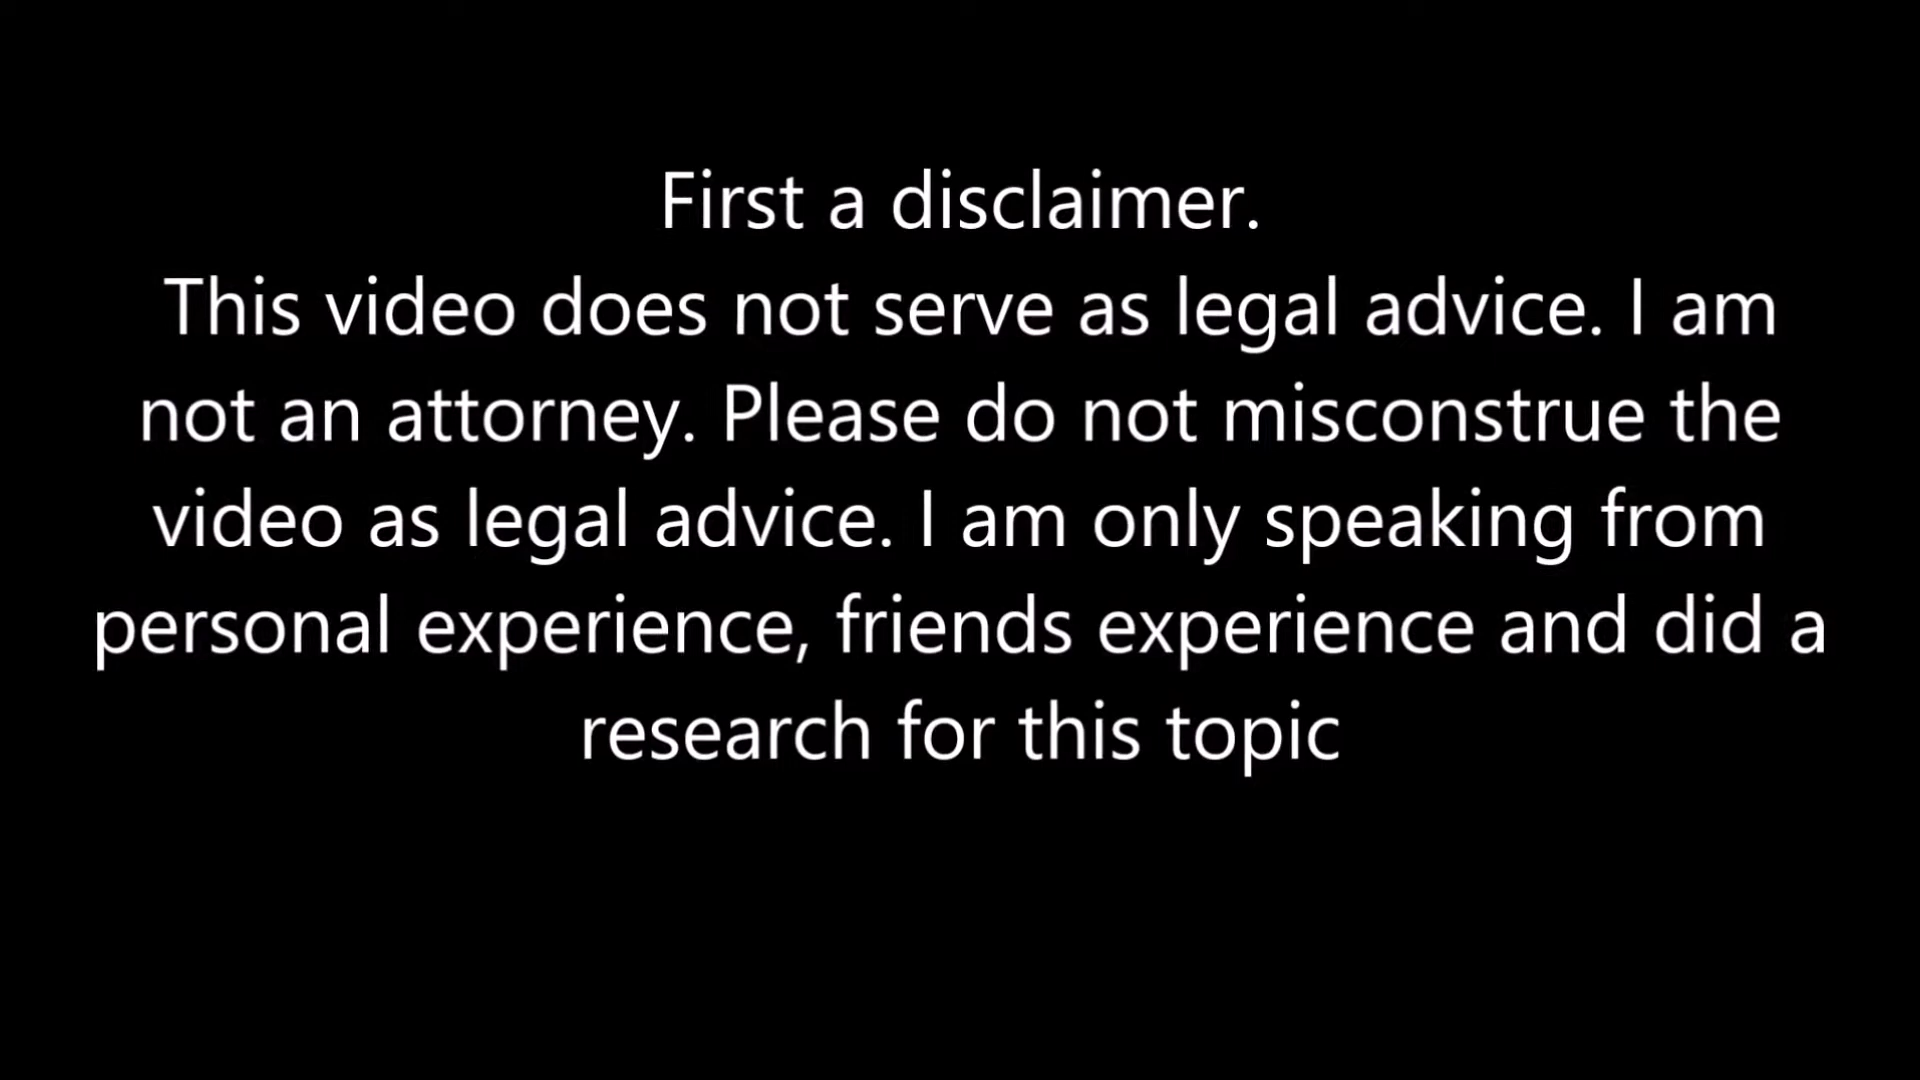 First a disclaimer.
This video does not serve as legal advice. I am
not an attorney. Please do not misconstrue the
video as legal advice. I am only speaking from
personal experience, friends experience and did a
research for this topic